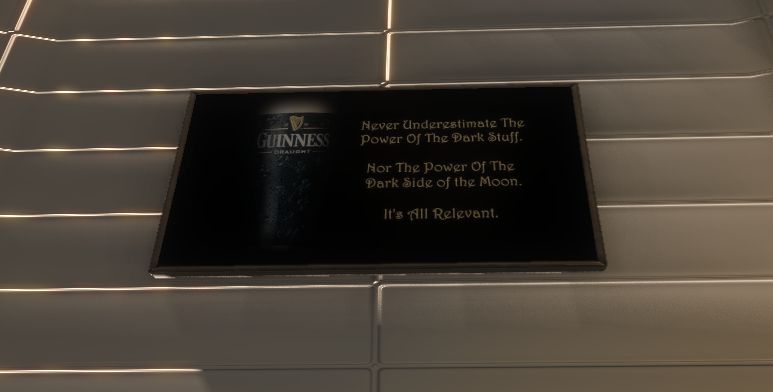 GUINNESS
DRAUGHT
Never Underestimate The
Power Of The Dark Stuff.
Nor The Power Of The
Dark Side of the Moon.
It's All Relevant.